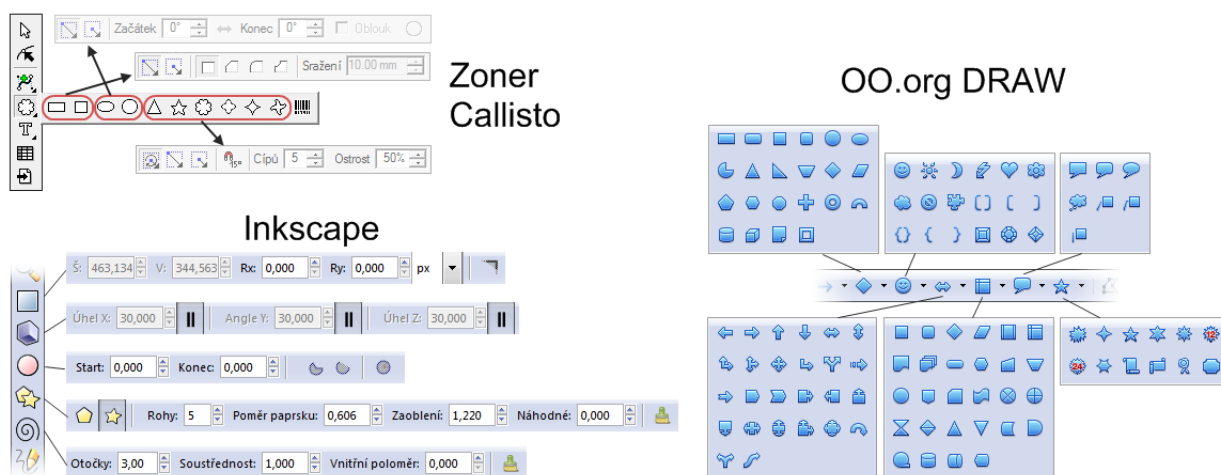 Začátek 0° Konec 0° Oblouk
Sražení 10.00 mm
Zoner
Callisto
T
15°
Cípů 5 Ostrost 50%
OO.org DRAW
Inkscape
Š: 463,134 V: 344,563 Rx: 0,000 Ry: 0,000 px
Úhel X: 30,000 Angle Y: 30,000 Úhel Z: 30,000
Start: 0,000 Konec: 0,000
Rohy: 5 Poměr paprsku: 0,606 Zaoblení: 1,220 Náhodné: 0,000
Otočky: 3,00 Soustřednost: 1,000 Vnitřní poloměr: 0,000
12
24